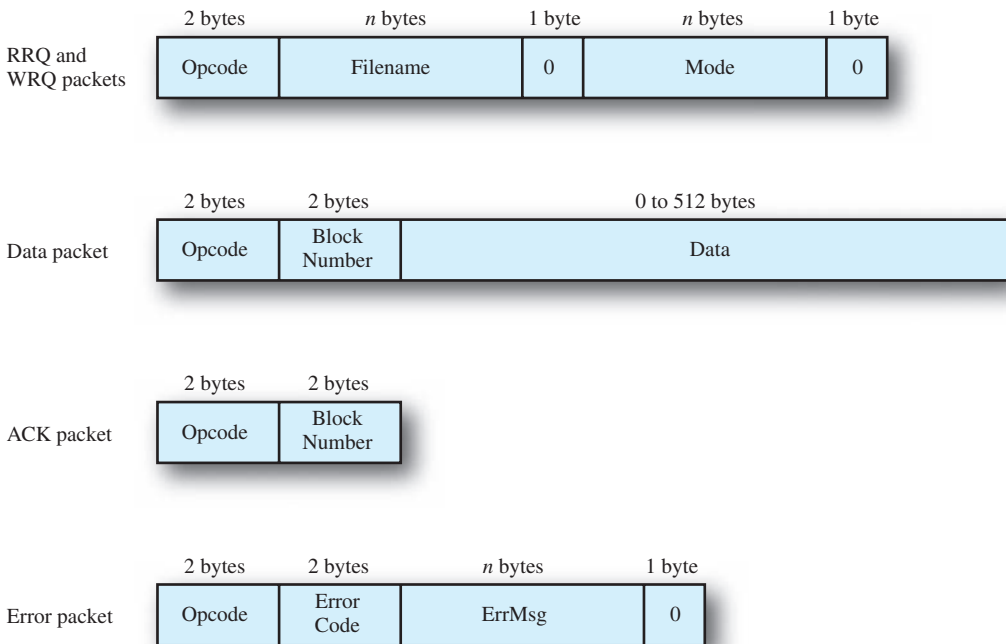 2 bytes n bytes 1 byte n bytes 1 byte
RRQ and
WRQ packets
Opcode Filename 0 Mode 0
2 bytes 2 bytes 0 to 512 bytes
Data packet
Opcode Block Number Data
2 bytes 2 bytes
ACK packet
Opcode Block Number
2 bytes 2 bytes n bytes 1 byte
Error packet
Opcode Error Code ErrMsg 0